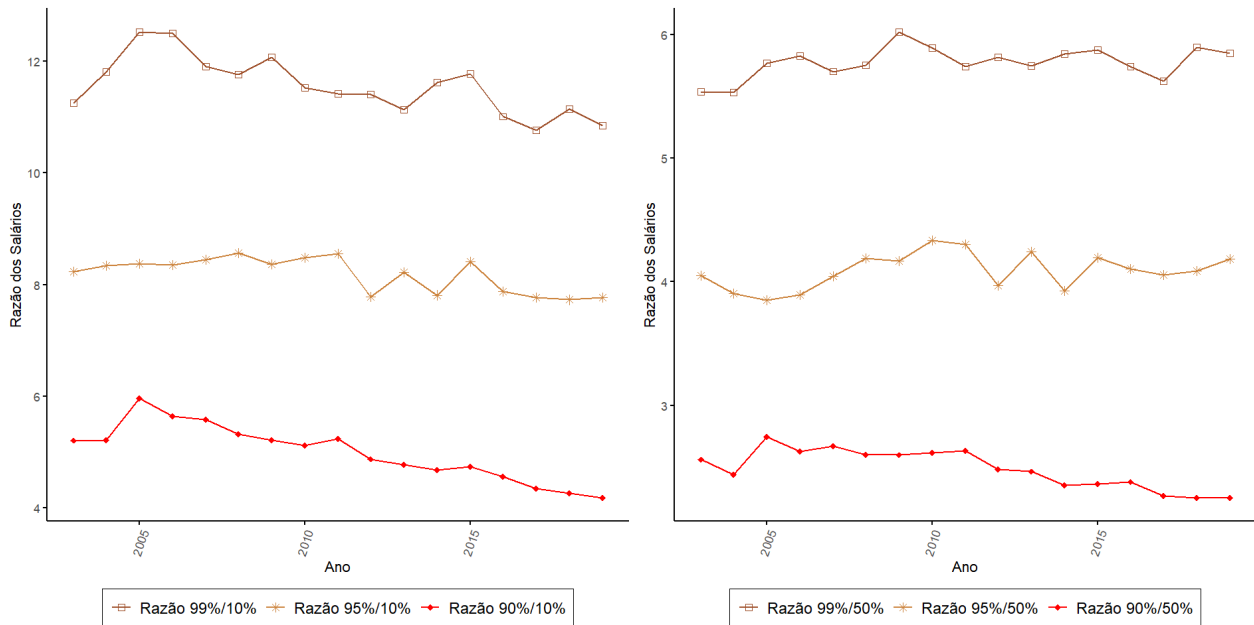 Razão dos Salários
12
10
8
6
4
2005
2010
2015
Ano
Razão 99%/10% Razão 95%/10% Razão 90%/10%
Razão dos Salários
6
5
4
3
2005
2010
2015
Ano
Razão 99%/50% Razão 95%/50% Razão 90%/50%